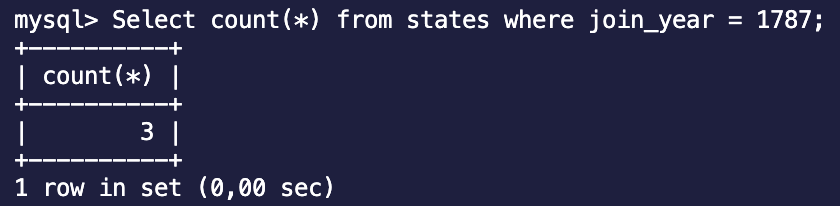 mysql> Select count(*) from states where join_year = 1787;
+----------+
| count(*) |
+----------+
|        3 |
+----------+
1 row in set (0,00 sec)